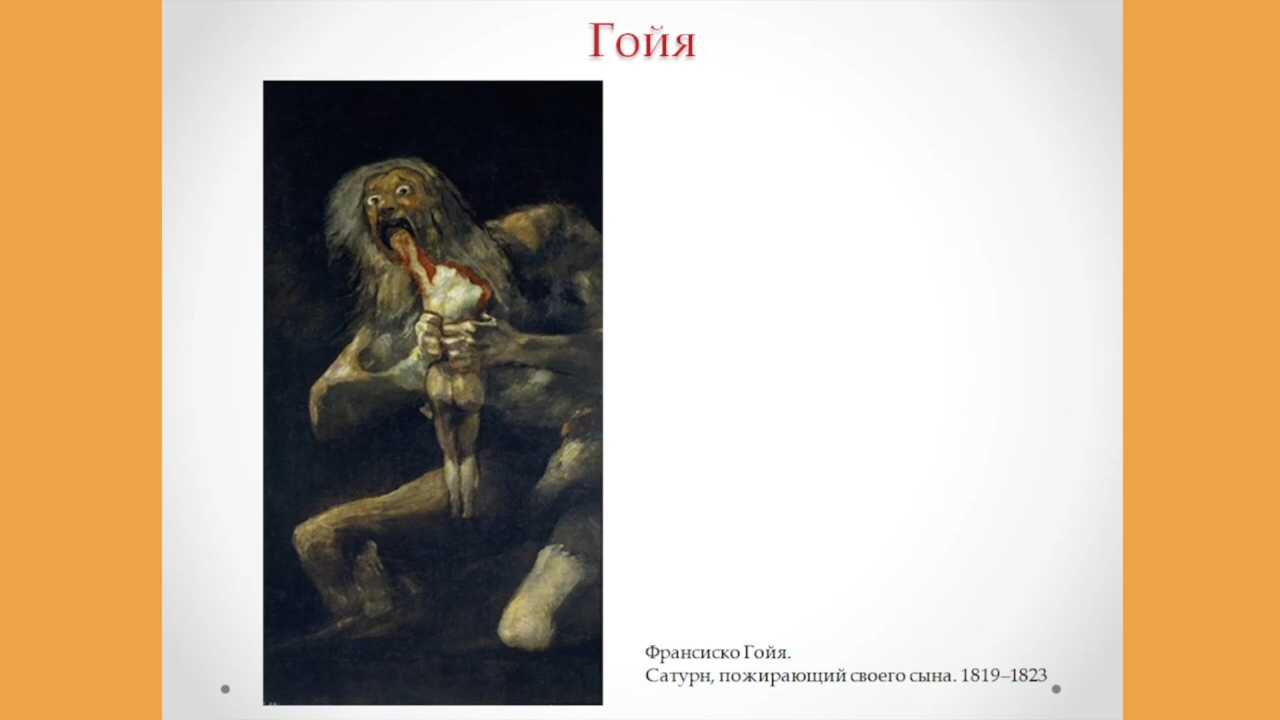 Гойя
Франсиско Гойя.
Сатурн, пожирающий своего сына. 1819–1823